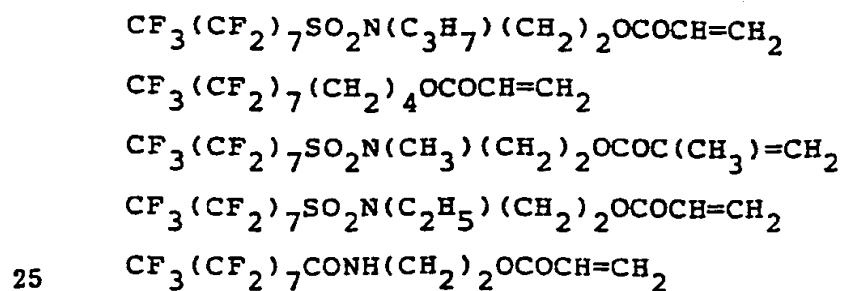 CF₃(CF₂)₇SO₂N(C₃H₇)(CH₂)₂OCOCH=CH₂
CF₃(CF₂)₇(CH₂)₄OCOCH=CH₂
CF₃(CF₂)₇SO₂N(CH₃)(CH₂)₂OCOC(CH₃)=CH₂
CF₃(CF₂)₇SO₂N(C₂H₅)(CH₂)₂OCOCH=CH₂
25 CF₃(CF₂)₇CONH(CH₂)₂OCOCH=CH₂